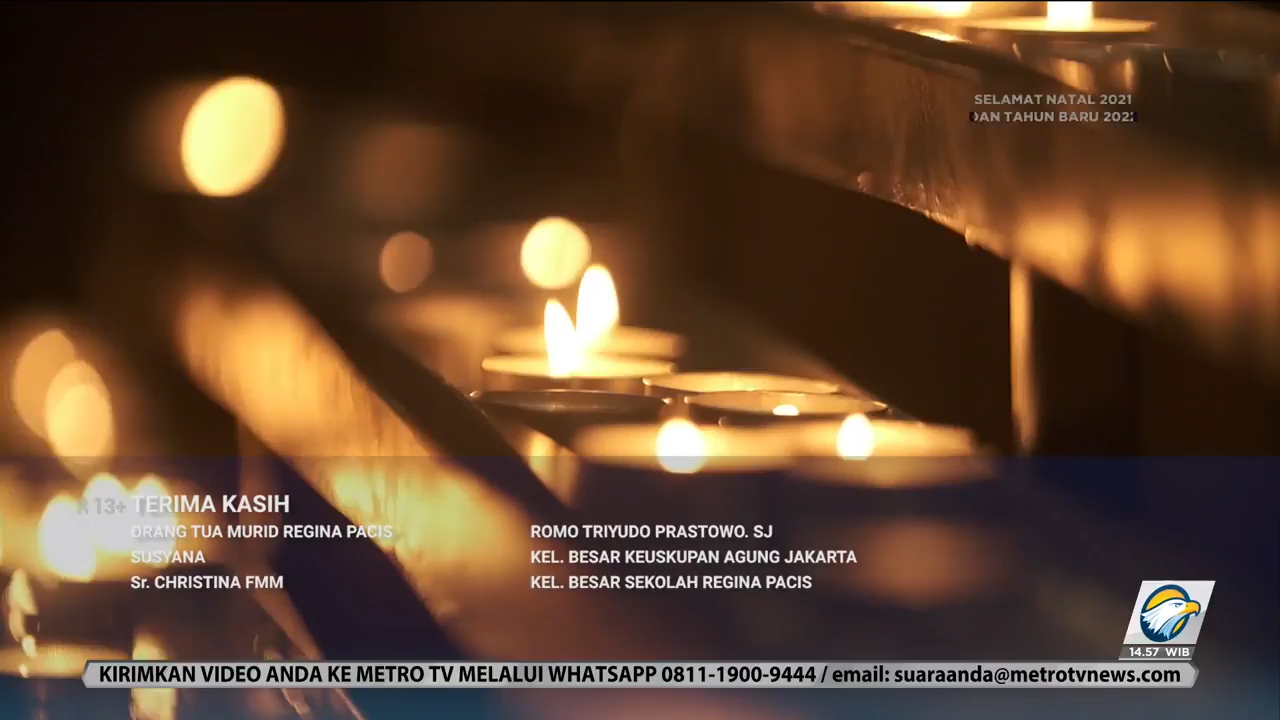 SELAMAT NATAL 2021
DAN TAHUN BARU 2022
R 13+
TERIMA KASIH
ORANG TUA MURID REGINA PACIS
SUSYANA
Sr. CHRISTINA FMM
ROMO TRIYUDO PRASTOWO. SJ
KEL. BESAR KEUSKUPAN AGUNG JAKARTA
KEL. BESAR SEKOLAH REGINA PACIS
14.57 WIB
KIRIMKAN VIDEO ANDA KE METRO TV MELALUI WHATSAPP 0811-1900-9444 / email: suaraanda@metrotvnews.com